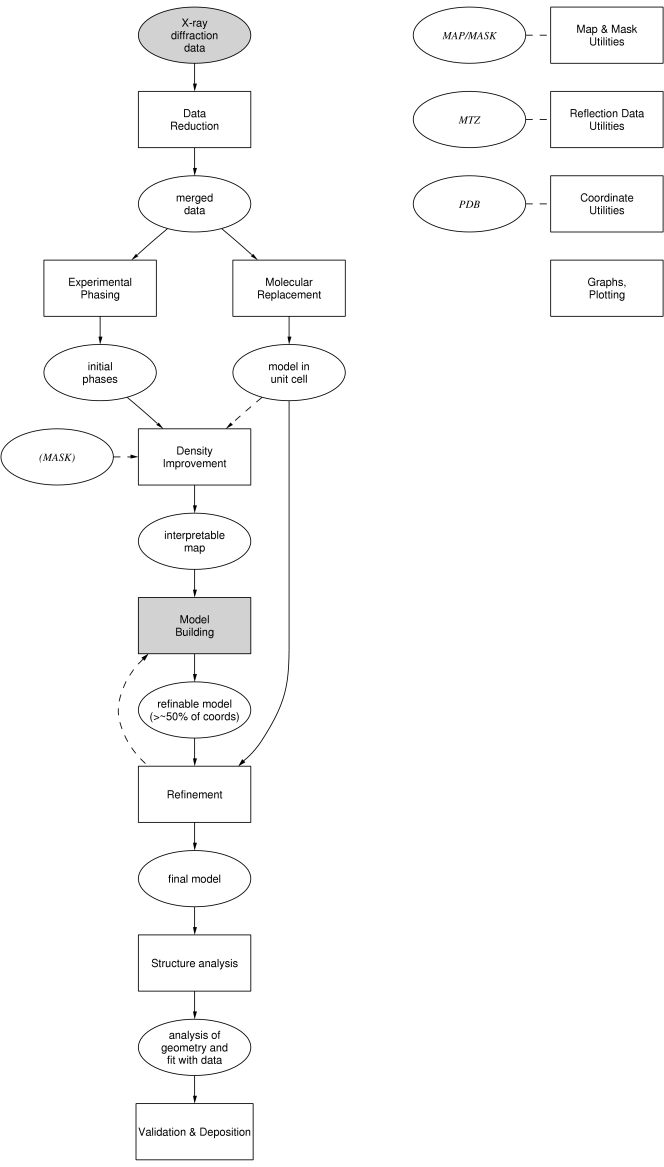 X-ray
diffraction
data
Data
Reduction
merged
data
Experimental
Phasing
Molecular
Replacement
initial
phases
model in
unit cell
(MASK)
Density
Improvement
interpretable
map
Model
Building
refinable model
(>~50% of coords)
Refinement
final model
Structure analysis
analysis of
geometry and
fit with data
Validation & Deposition
MAP/MASK
Map & Mask
Utilities
MTZ
Reflection Data
Utilities
PDB
Coordinate
Utilities
Graphs,
Plotting